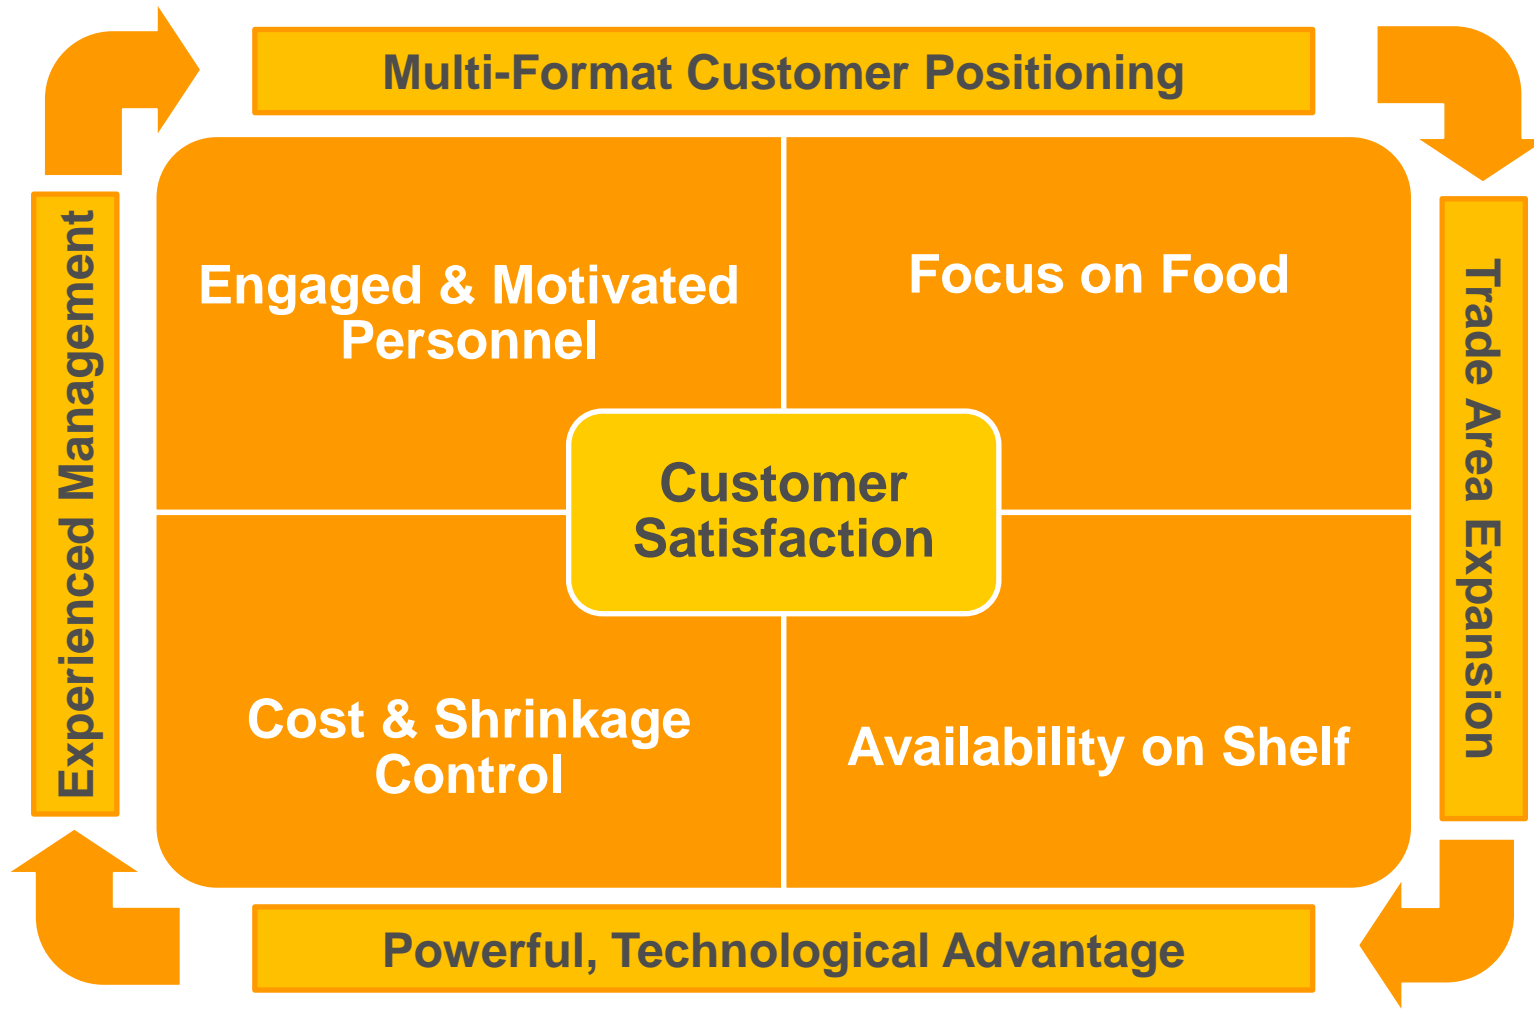 Multi-Format Customer Positioning
Experienced Management
Engaged & Motivated
Personnel
Focus on Food
Trade Area Expansion
Customer
Satisfaction
Cost & Shrinkage
Control
Availability on Shelf
Powerful, Technological Advantage